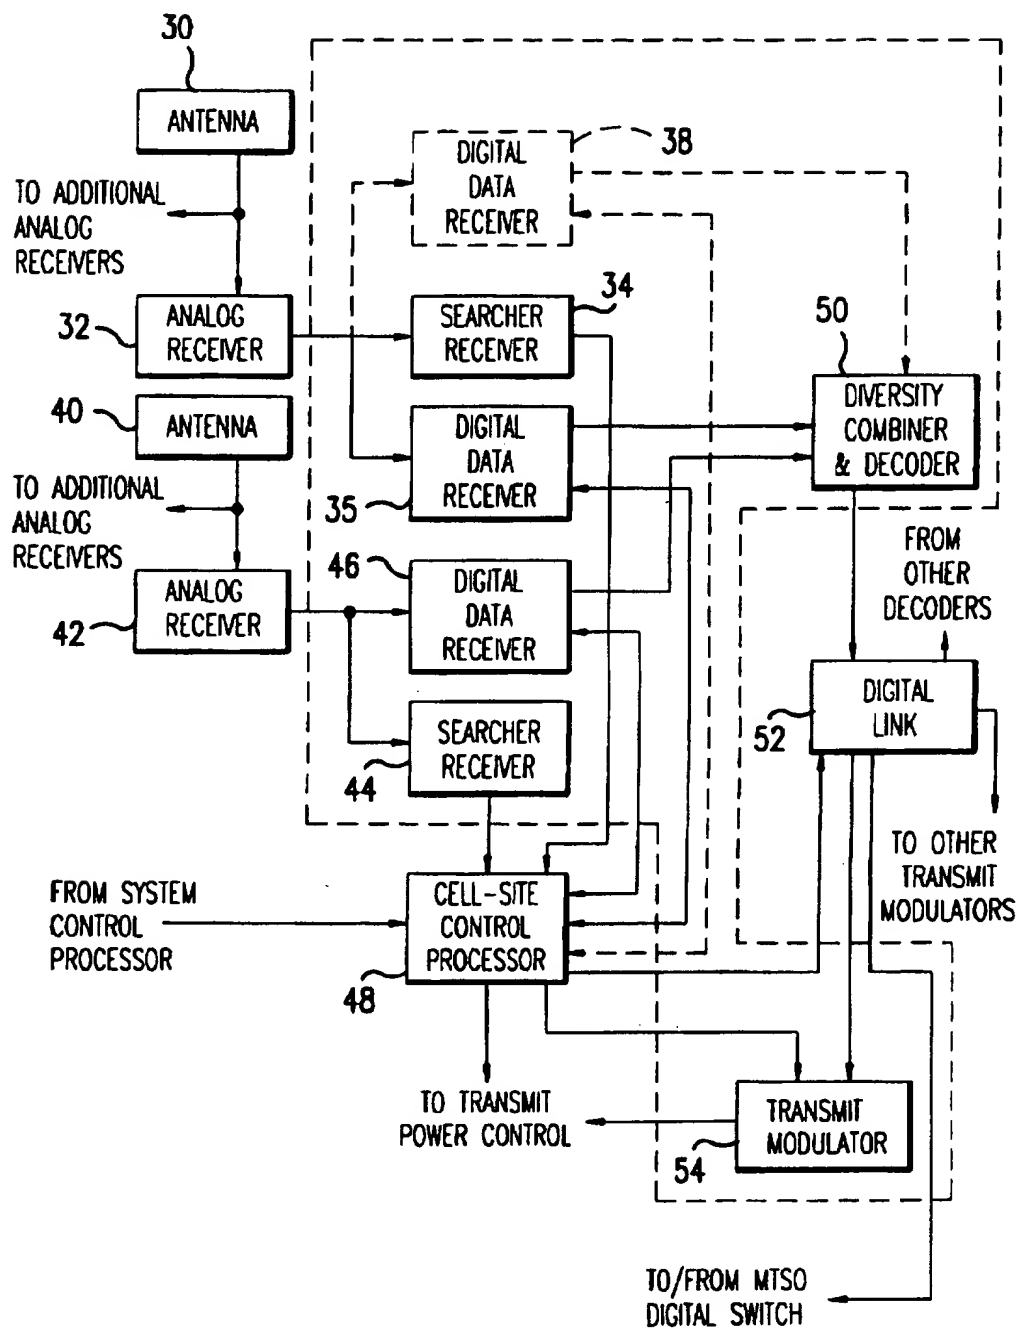 30
ANTENNA
TO ADDITIONAL
ANALOG
RECEIVERS
DIGITAL
DATA
RECEIVER
38
32
ANALOG
RECEIVER
SEARCHER
RECEIVER
34
50
DIVERSITY
COMBINER
& DECODER
40
ANTENNA
DIGITAL
DATA
RECEIVER
35
TO ADDITIONAL
ANALOG
RECEIVERS
46
DIGITAL
DATA
RECEIVER
FROM
OTHER
DECODERS
42
ANALOG
RECEIVER
SEARCHER
RECEIVER
44
52
DIGITAL
LINK
TO OTHER
TRANSMIT
MODULATORS
FROM SYSTEM
CONTROL
PROCESSOR
CELL-SITE
CONTROL
PROCESSOR
48
TO TRANSMIT
POWER CONTROL
TRANSMIT
MODULATOR
54
TO/FROM MTSO
DIGITAL SWITCH